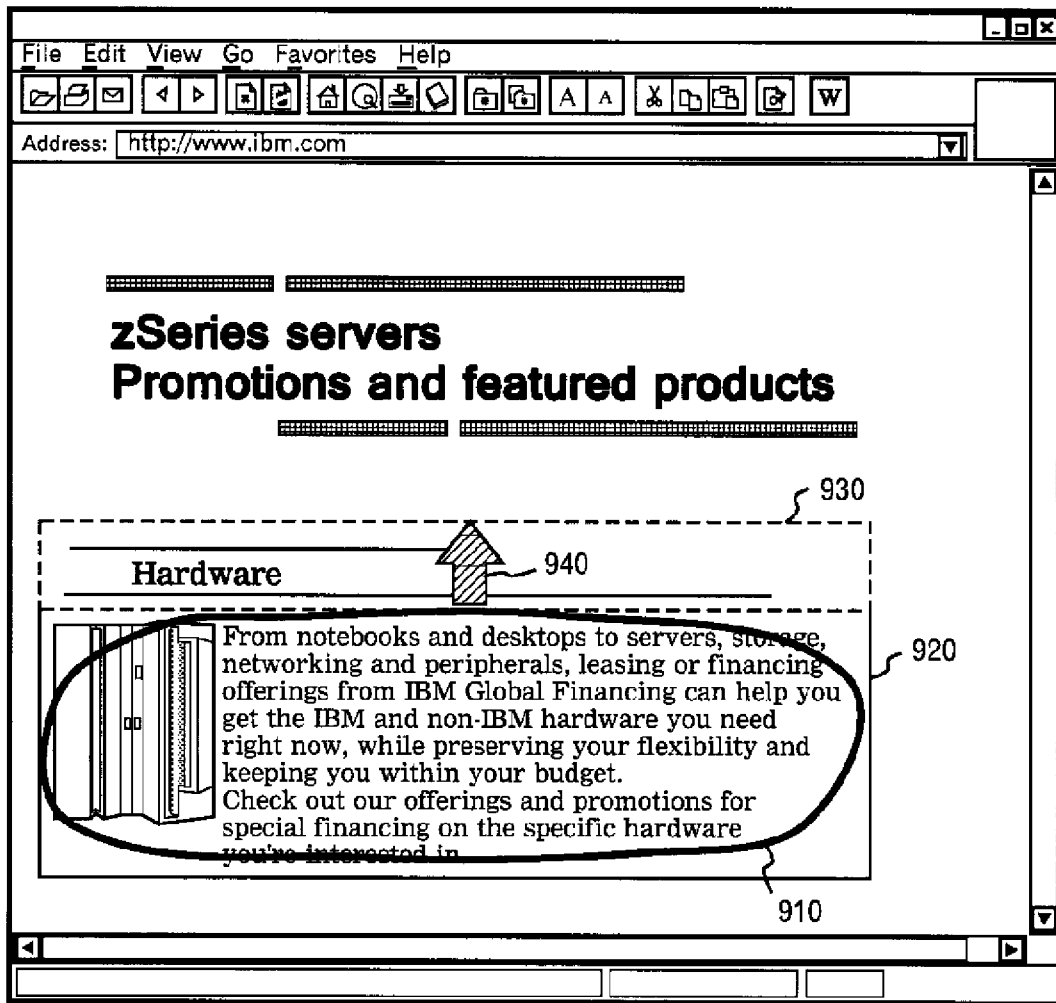 File Edit View Go Favorites Help
A A W
Address: http://www.ibm.com
zSeries servers
Promotions and featured products
930
Hardware
940
From notebooks and desktops to servers, storage,
networking and peripherals, leasing or financing
offerings from IBM Global Financing can help you
get the IBM and non-IBM hardware you need
right now, while preserving your flexibility and
keeping you within your budget.
Check out our offerings and promotions for
special financing on the specific hardware
you're interested in.
920
910